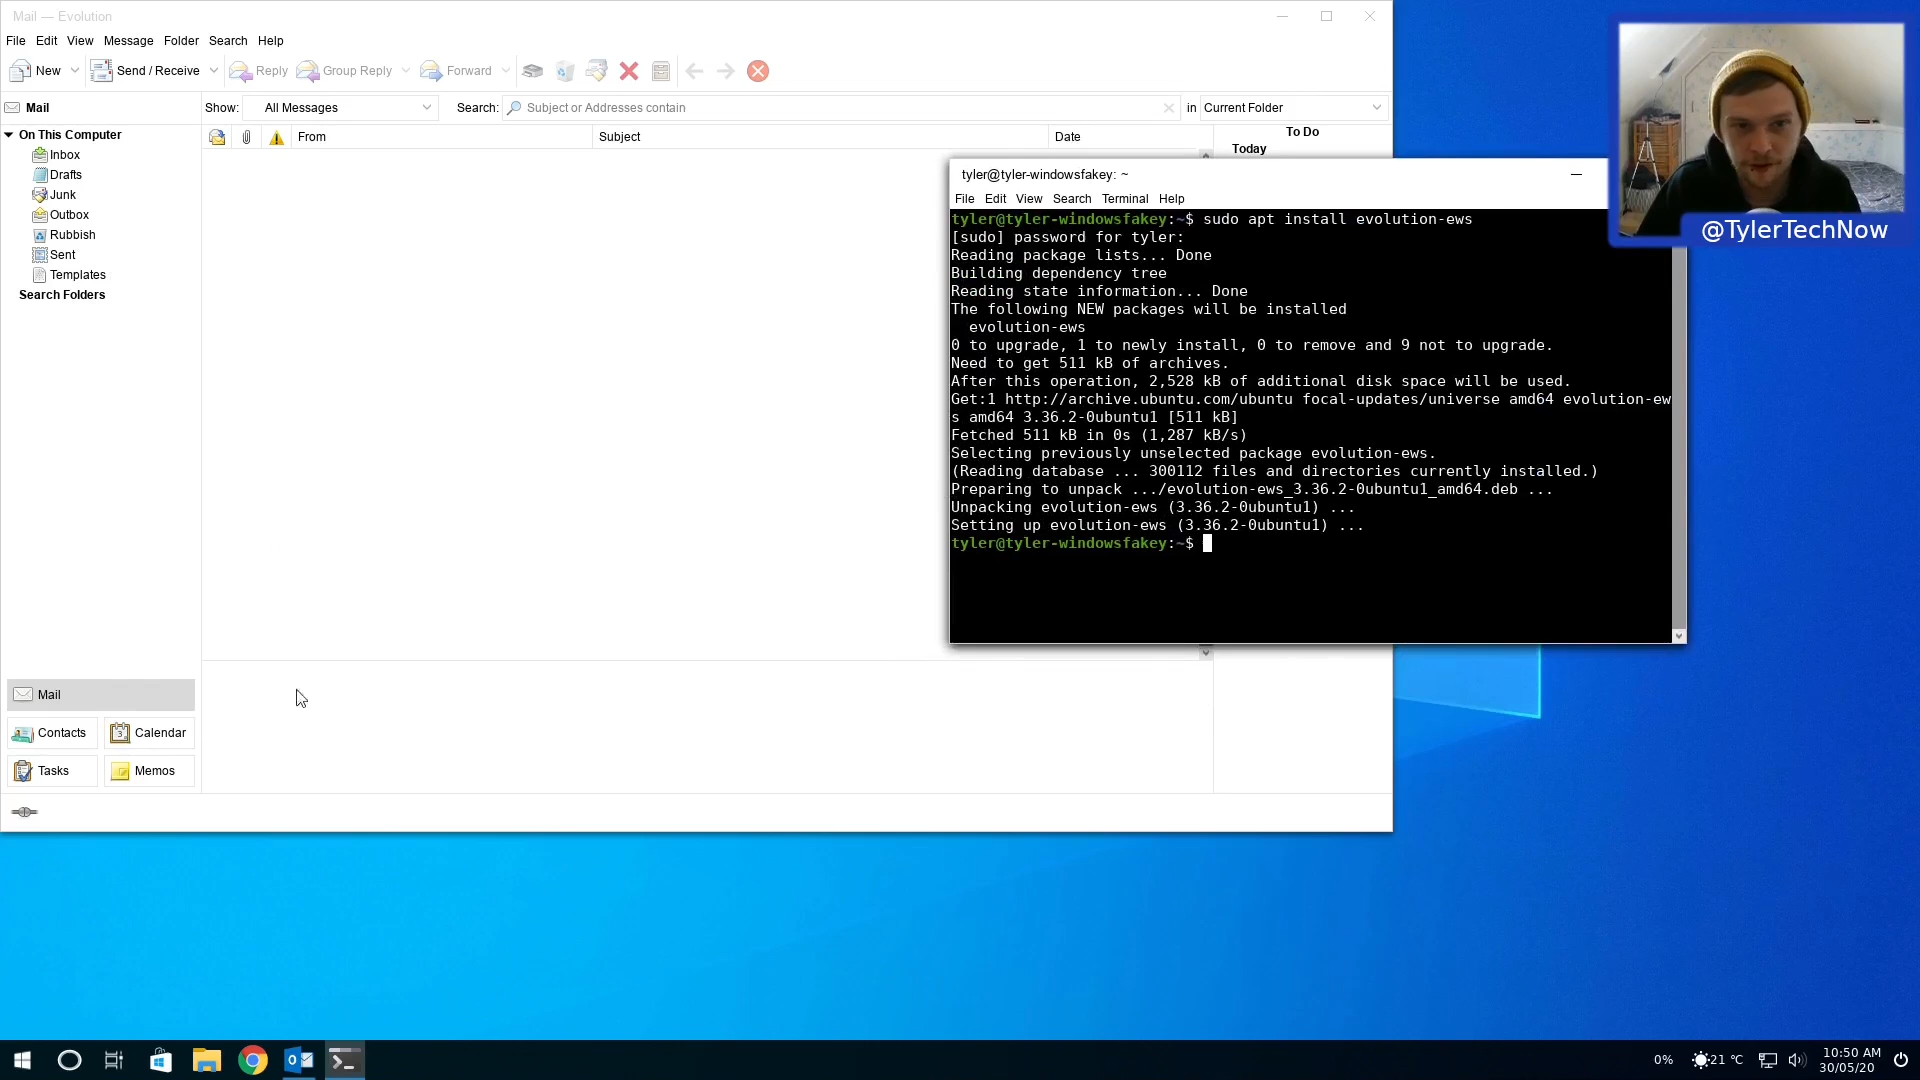 Mail — Evolution
File Edit View Message Folder Search Help
New Send / Receive Reply Group Reply Forward
Mail
Show: All Messages Search: Subject or Addresses contain in Current Folder
On This Computer
Inbox
Drafts
Junk
Outbox
Rubbish
Sent
Templates
Search Folders
From Subject Date
To Do
Today
Mail
Contacts
Calendar
Tasks
Memos
tyler@tyler-windowsfakey: ~
File Edit View Search Terminal Help
tyler@tyler-windowsfakey:~$ sudo apt install evolution-ews
[sudo] password for tyler:
Reading package lists... Done
Building dependency tree
Reading state information... Done
The following NEW packages will be installed
evolution-ews
0 to upgrade, 1 to newly install, 0 to remove and 9 not to upgrade.
Need to get 511 kB of archives.
After this operation, 2,528 kB of additional disk space will be used.
Get:1 http://archive.ubuntu.com/ubuntu focal-updates/universe amd64 evolution-ew
s amd64 3.36.2-0ubuntu1 [511 kB]
Fetched 511 kB in 0s (1,287 kB/s)
Selecting previously unselected package evolution-ews.
(Reading database ... 300112 files and directories currently installed.)
Preparing to unpack .../evolution-ews_3.36.2-0ubuntu1_amd64.deb ...
Unpacking evolution-ews (3.36.2-0ubuntu1) ...
Setting up evolution-ews (3.36.2-0ubuntu1) ...
tyler@tyler-windowsfakey:~$
@TylerTechNow
0% 21 °C
10:50 AM
30/05/20